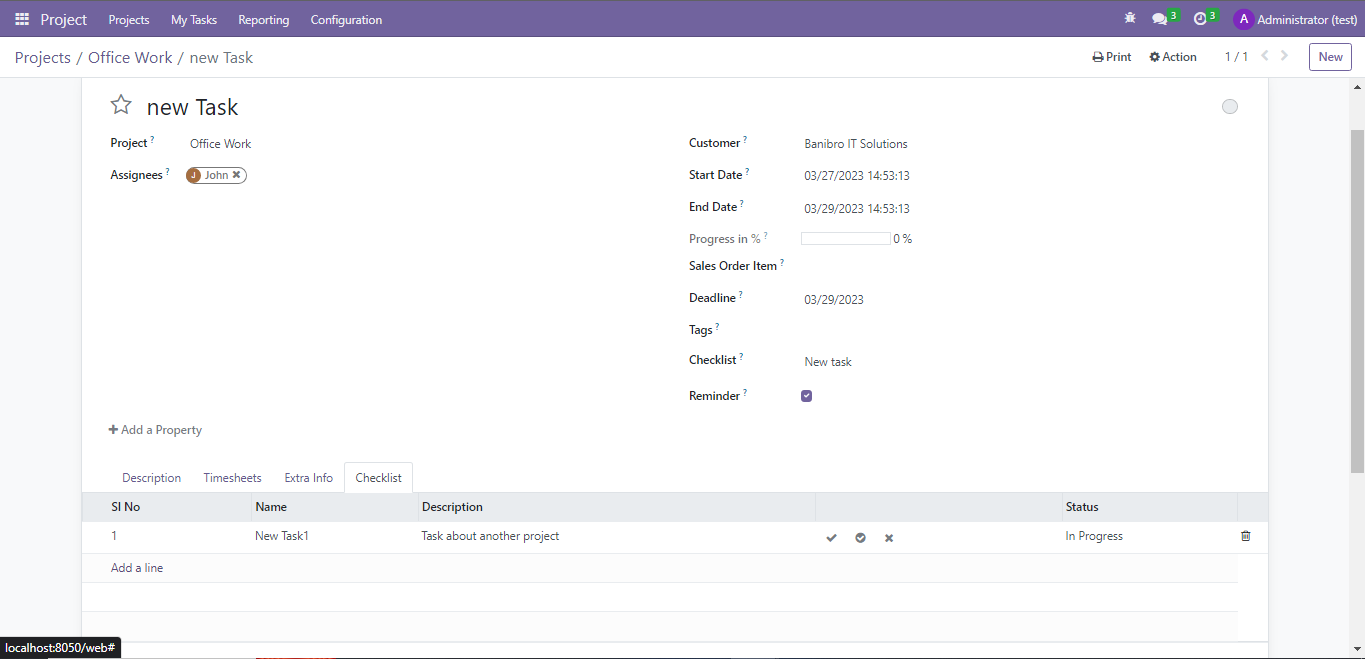 Project Projects My Tasks Reporting Configuration 3 3 A Administrator (test)
Projects / Office Work / new Task Print Action 1 / 1 New
new Task
Project ? Office Work
Assignees ? J John
Customer ? Banibro IT Solutions
Start Date ? 03/27/2023 14:53:13
End Date ? 03/29/2023 14:53:13
Progress in % ? 0 %
Sales Order Item ?
Deadline ? 03/29/2023
Tags ?
Checklist ? New task
Reminder ?
Add a Property
Description Timesheets Extra Info Checklist
Sl No Name Description Status
1 New Task1 Task about another project In Progress
Add a line
localhost:8050/web#